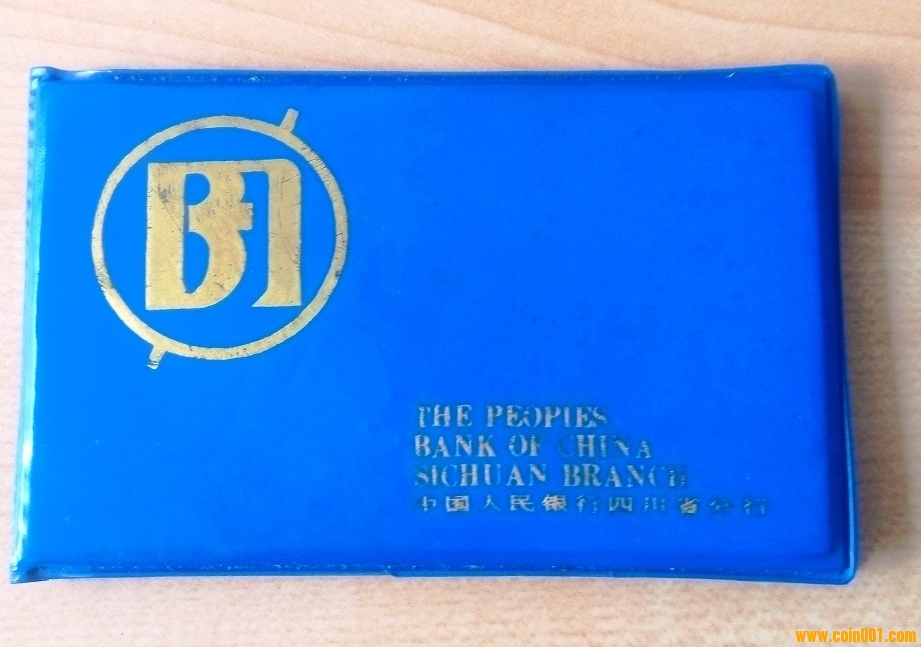 THE PEOPLES
BANK OF CHINA
SICHUAN BRANCH
中国人民银行四川省分行
www.coin001.com